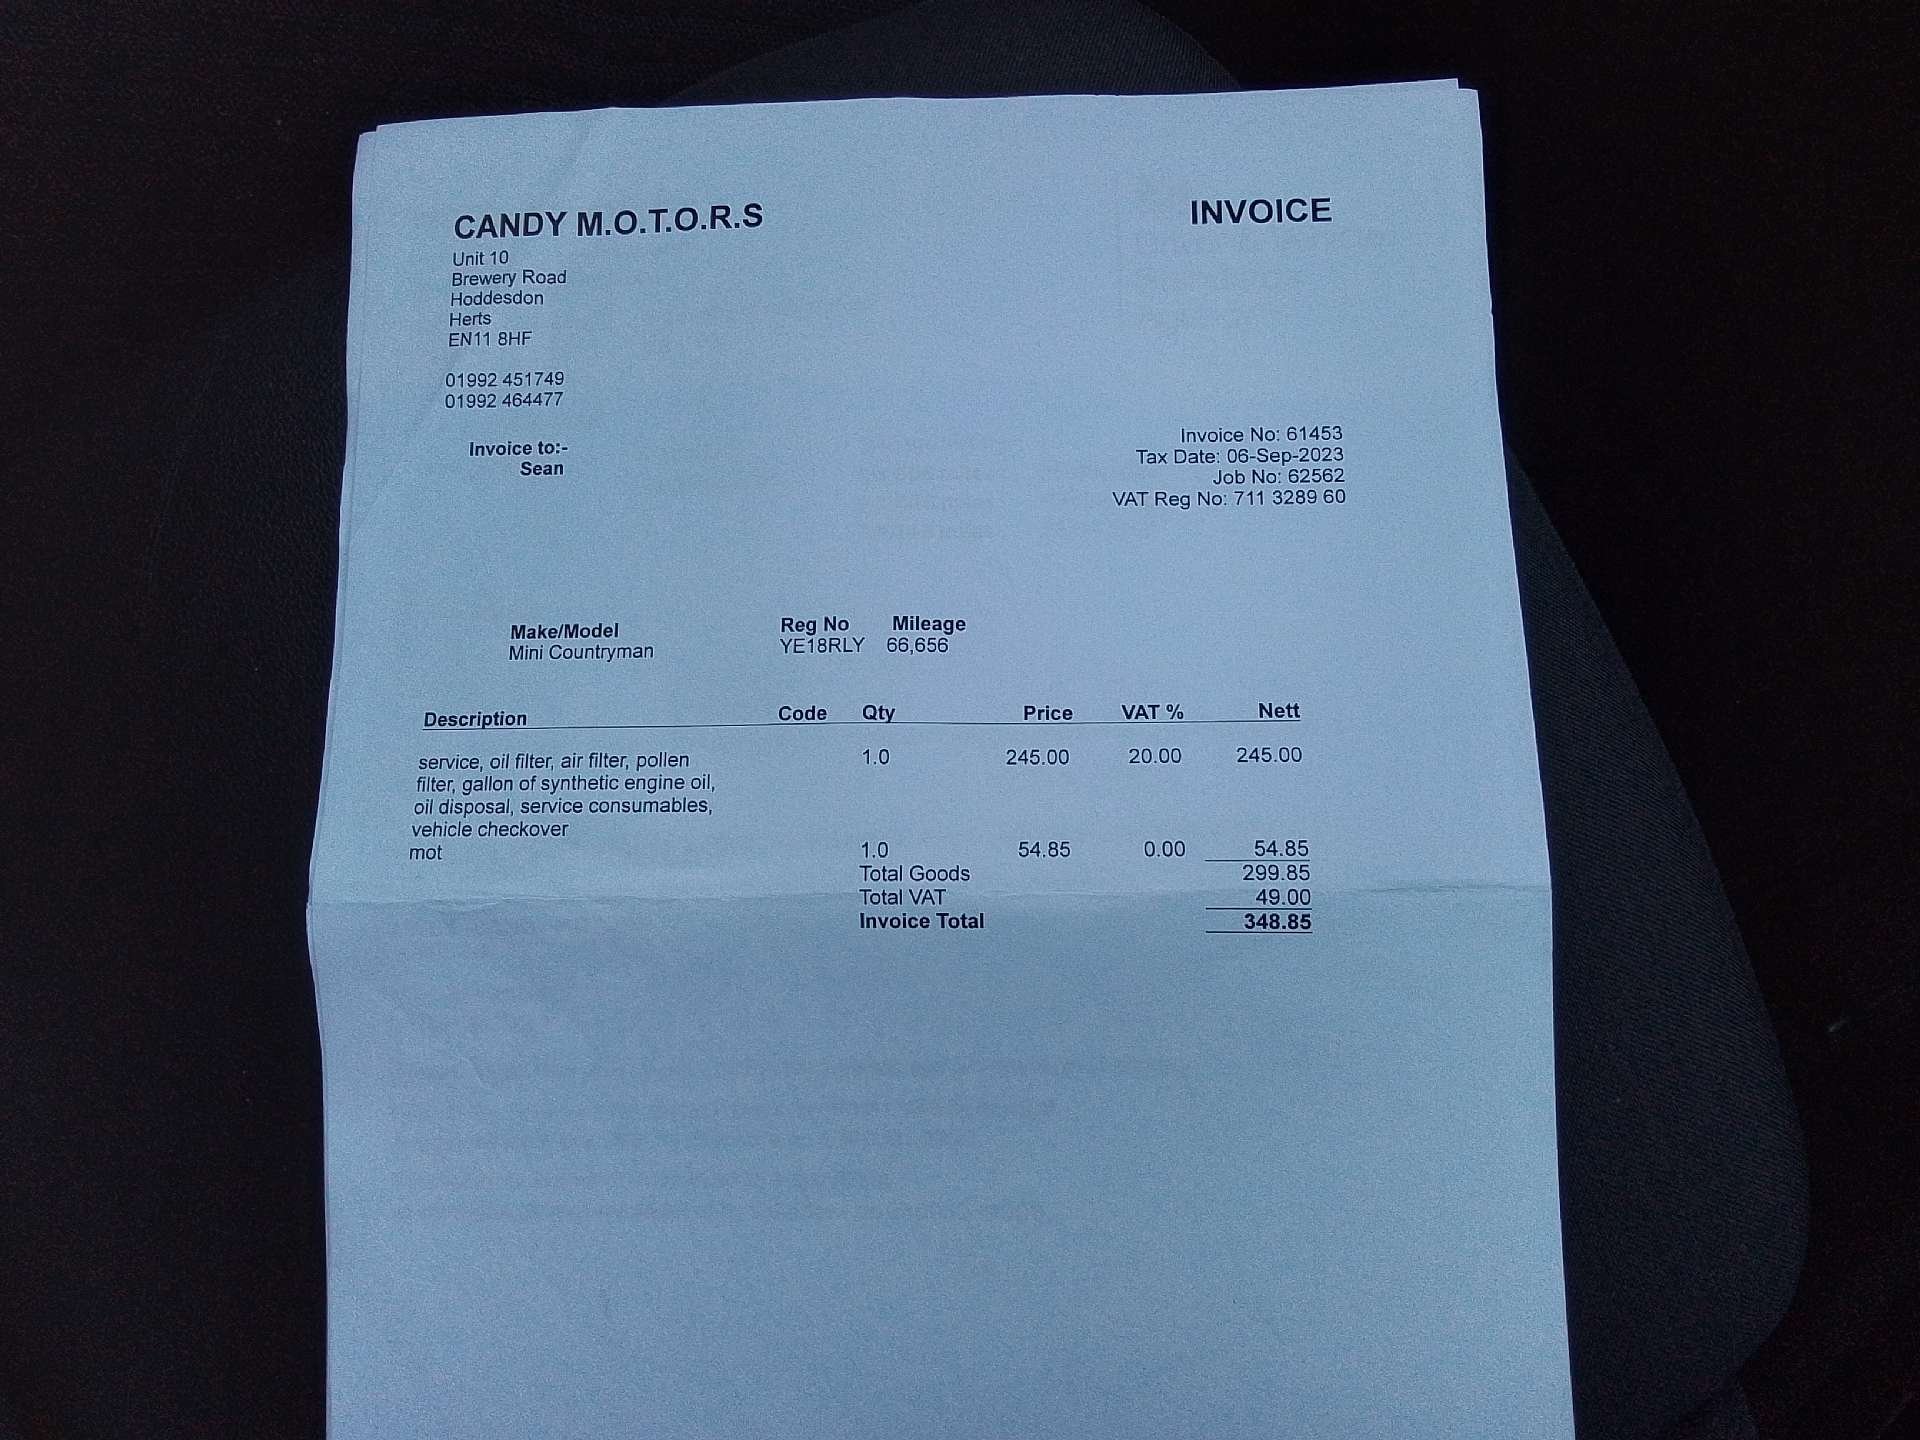 CANDY M.O.T.O.R.S
INVOICE
Unit 10
Brewery Road
Hoddesdon
Herts
EN11 8HF
01992 451749
01992 464477
Invoice to:-
Sean
Invoice No: 61453
Tax Date: 06-Sep-2023
Job No: 62562
VAT Reg No: 711 3289 60
Make/Model Reg No Mileage
Mini Countryman YE18RLY 66,656
Description Code Qty Price VAT % Nett
service, oil filter, air filter, pollen 1.0 245.00 20.00 245.00
filter, gallon of synthetic engine oil,
oil disposal, service consumables,
vehicle checkover
mot 1.0 54.85 0.00 54.85
Total Goods 299.85
Total VAT 49.00
Invoice Total 348.85